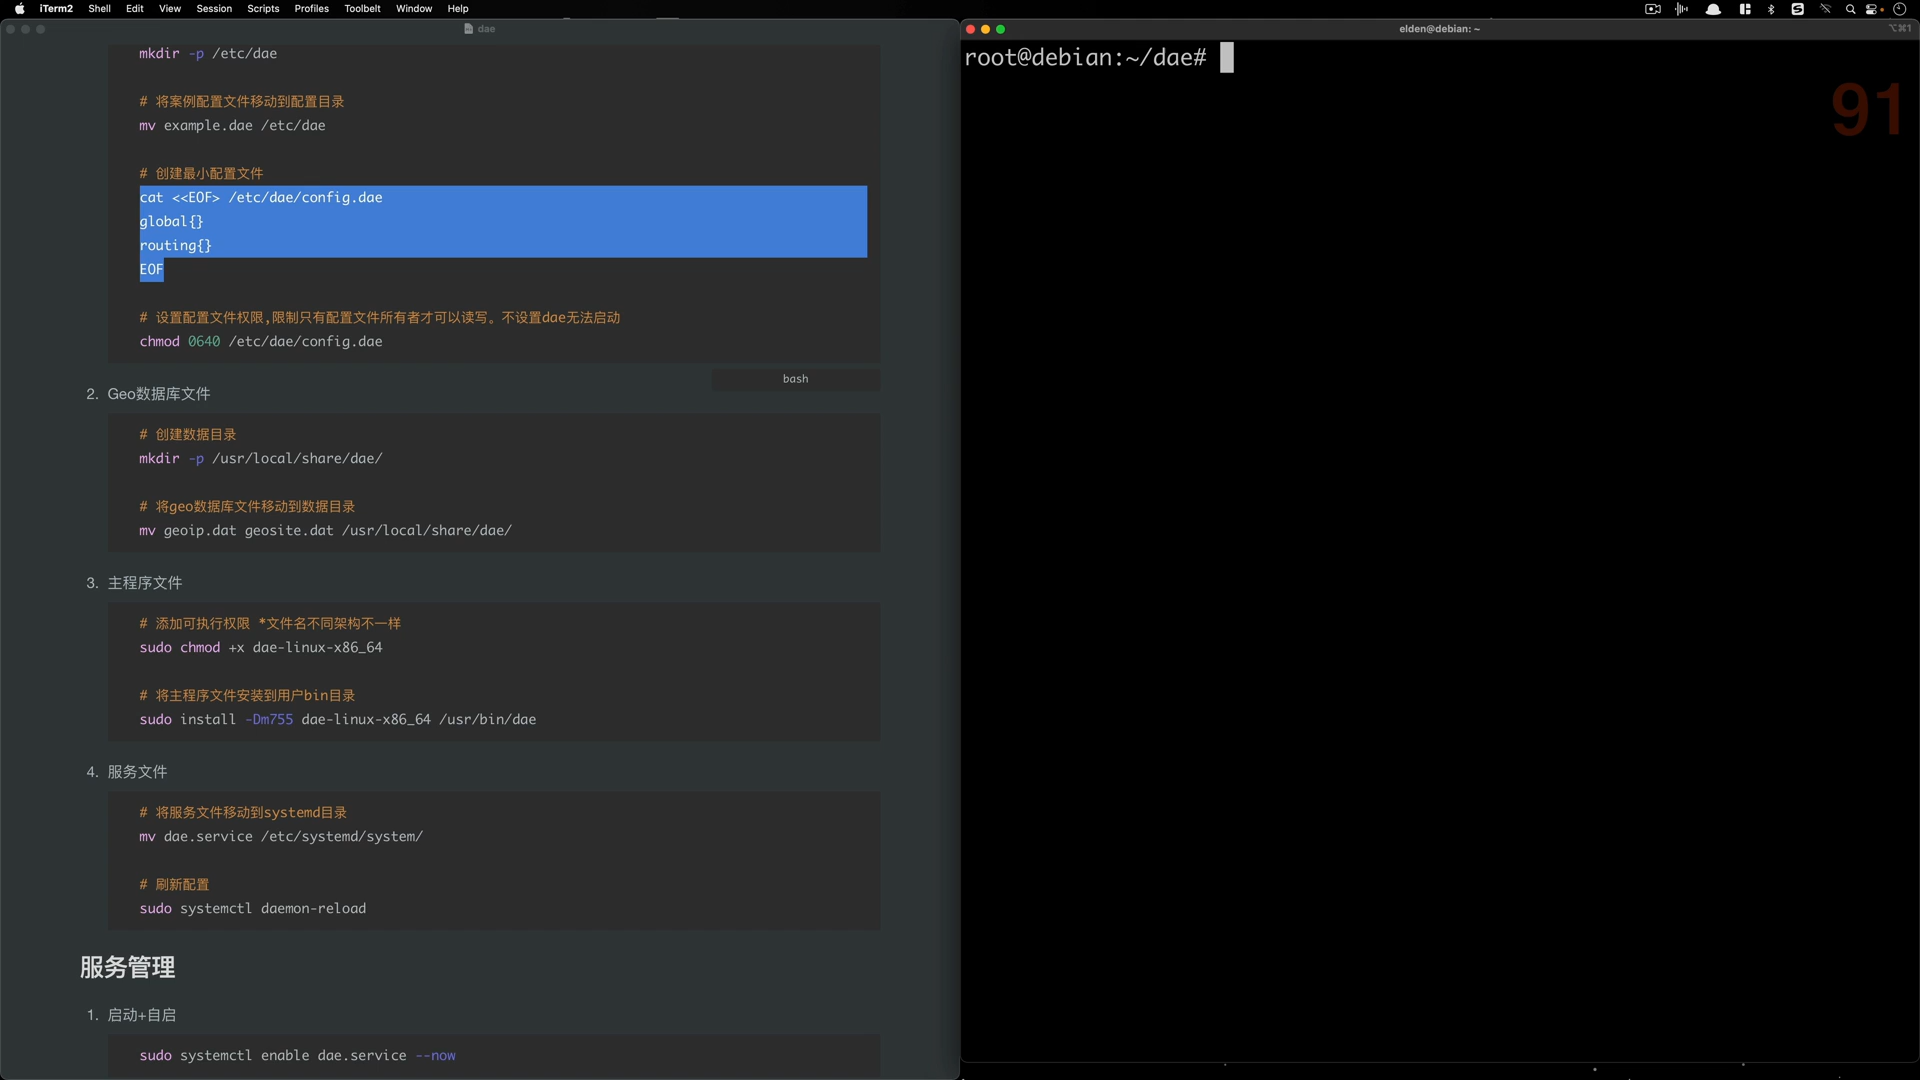 iTerm2 Shell Edit View Session Scripts Profiles Toolbelt Window Help
dae
mkdir -p /etc/dae
# 将案例配置文件移动到配置目录
mv example.dae /etc/dae
# 创建最小配置文件
cat <<EOF> /etc/dae/config.dae
global{}
routing{}
EOF
# 设置配置文件权限,限制只有配置文件所有者才可以读写。不设置dae无法启动
chmod 0640 /etc/dae/config.dae
bash
2. Geo数据库文件
# 创建数据目录
mkdir -p /usr/local/share/dae/
# 将geo数据库文件移动到数据目录
mv geoip.dat geosite.dat /usr/local/share/dae/
3. 主程序文件
# 添加可执行权限 *文件名不同架构不一样
sudo chmod +x dae-linux-x86_64
# 将主程序文件安装到用户bin目录
sudo install -Dm755 dae-linux-x86_64 /usr/bin/dae
4. 服务文件
# 将服务文件移动到systemd目录
mv dae.service /etc/systemd/system/
# 刷新配置
sudo systemctl daemon-reload
服务管理
1. 启动+自启
sudo systemctl enable dae.service --now
elden@debian: ~
⌥⌘1
root@debian:~/dae#
91